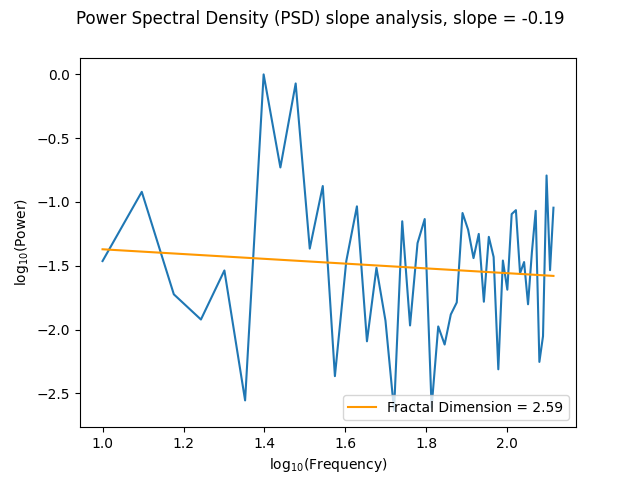 Power Spectral Density (PSD) slope analysis, slope = -0.19
0.0
−0.5
−1.0
−1.5
−2.0
−2.5
log₁₀(Power)
Fractal Dimension = 2.59
1.0 1.2 1.4 1.6 1.8 2.0
log₁₀(Frequency)